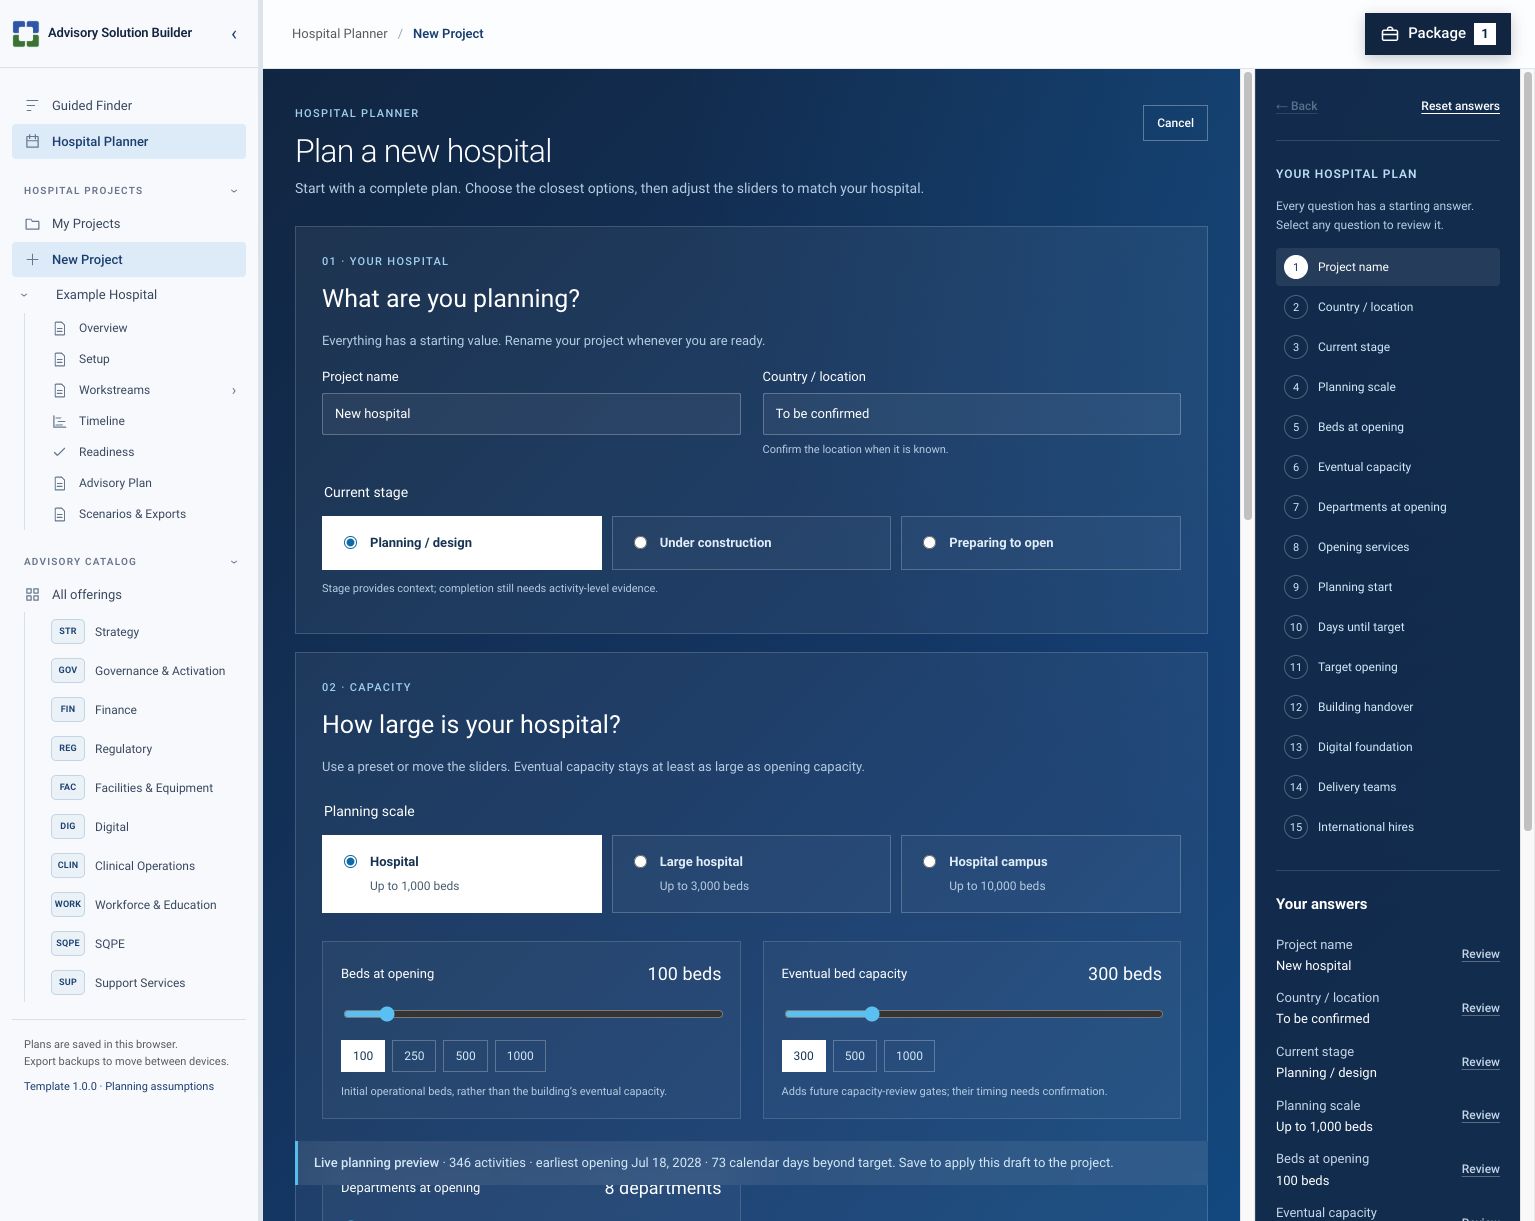 Advisory Solution Builder
Guided Finder
Hospital Planner
HOSPITAL PROJECTS
My Projects
New Project
Example Hospital
Overview
Setup
Workstreams
Timeline
Readiness
Advisory Plan
Scenarios & Exports
ADVISORY CATALOG
All offerings
STR Strategy
GOV Governance & Activation
FIN Finance
REG Regulatory
FAC Facilities & Equipment
DIG Digital
CLIN Clinical Operations
WORK Workforce & Education
SQPE SQPE
SUP Support Services
Plans are saved in this browser.
Export backups to move between devices.
Template 1.0.0 · Planning assumptions
Hospital Planner / New Project
Package 1
HOSPITAL PLANNER
Cancel
Plan a new hospital
Start with a complete plan. Choose the closest options, then adjust the sliders to match your hospital.
01 · YOUR HOSPITAL
What are you planning?
Everything has a starting value. Rename your project whenever you are ready.
Project name
New hospital
Country / location
To be confirmed
Confirm the location when it is known.
Current stage
Planning / design
Under construction
Preparing to open
Stage provides context; completion still needs activity-level evidence.
02 · CAPACITY
How large is your hospital?
Use a preset or move the sliders. Eventual capacity stays at least as large as opening capacity.
Planning scale
Hospital
Up to 1,000 beds
Large hospital
Up to 3,000 beds
Hospital campus
Up to 10,000 beds
Beds at opening 100 beds
100 250 500 1000
Initial operational beds, rather than the building's eventual capacity.
Eventual bed capacity 300 beds
300 500 1000
Adds future capacity-review gates; their timing needs confirmation.
Live planning preview · 346 activities · earliest opening Jul 18, 2028 · 73 calendar days beyond target. Save to apply this draft to the project.
Departments at opening 8 departments
← Back
Reset answers
YOUR HOSPITAL PLAN
Every question has a starting answer.
Select any question to review it.
1 Project name
2 Country / location
3 Current stage
4 Planning scale
5 Beds at opening
6 Eventual capacity
7 Departments at opening
8 Opening services
9 Planning start
10 Days until target
11 Target opening
12 Building handover
13 Digital foundation
14 Delivery teams
15 International hires
Your answers
Project name
New hospital
Review
Country / location
To be confirmed
Review
Current stage
Planning / design
Review
Planning scale
Up to 1,000 beds
Review
Beds at opening
100 beds
Review
Eventual capacity
Review